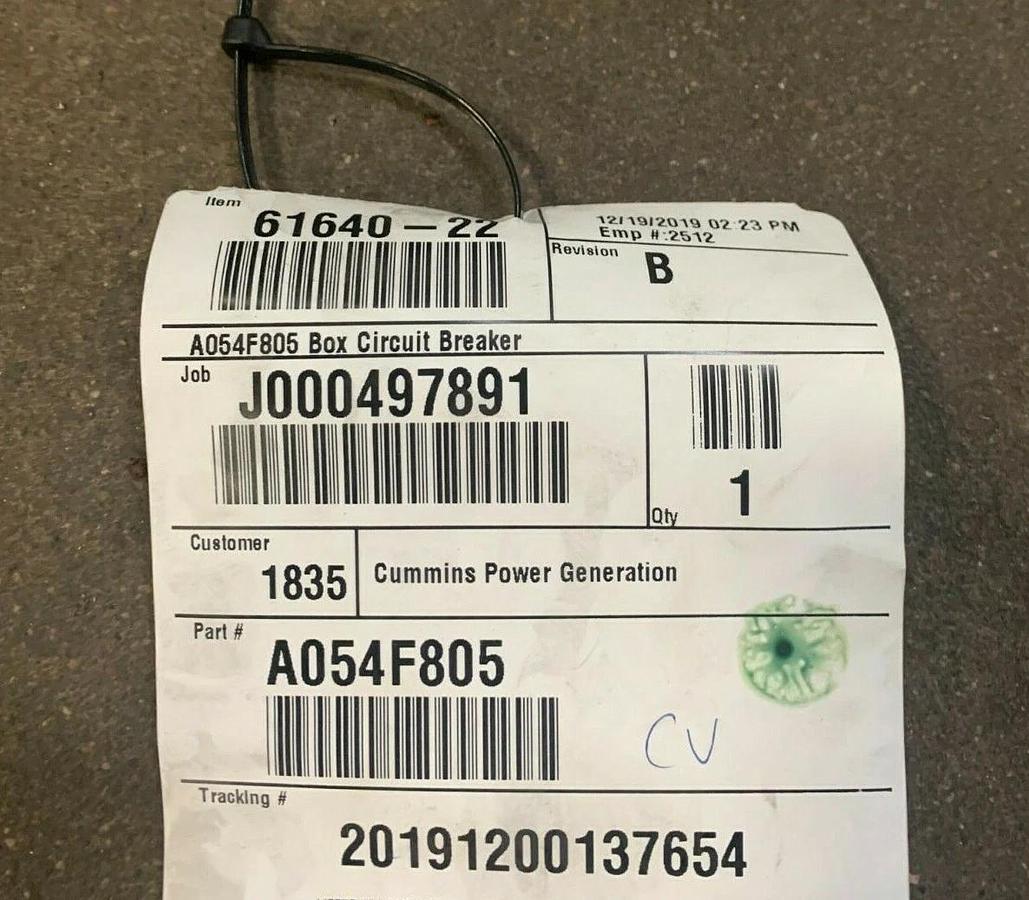 Item
61640-22
12/19/2019 02:23 PM
Emp #:2512
Revision
B
A054F805 Box Circuit Breaker
Job
J000497891
1
Qty
Customer
1835
Cummins Power Generation
Part #
A054F805
CV
Tracking #
20191200137654